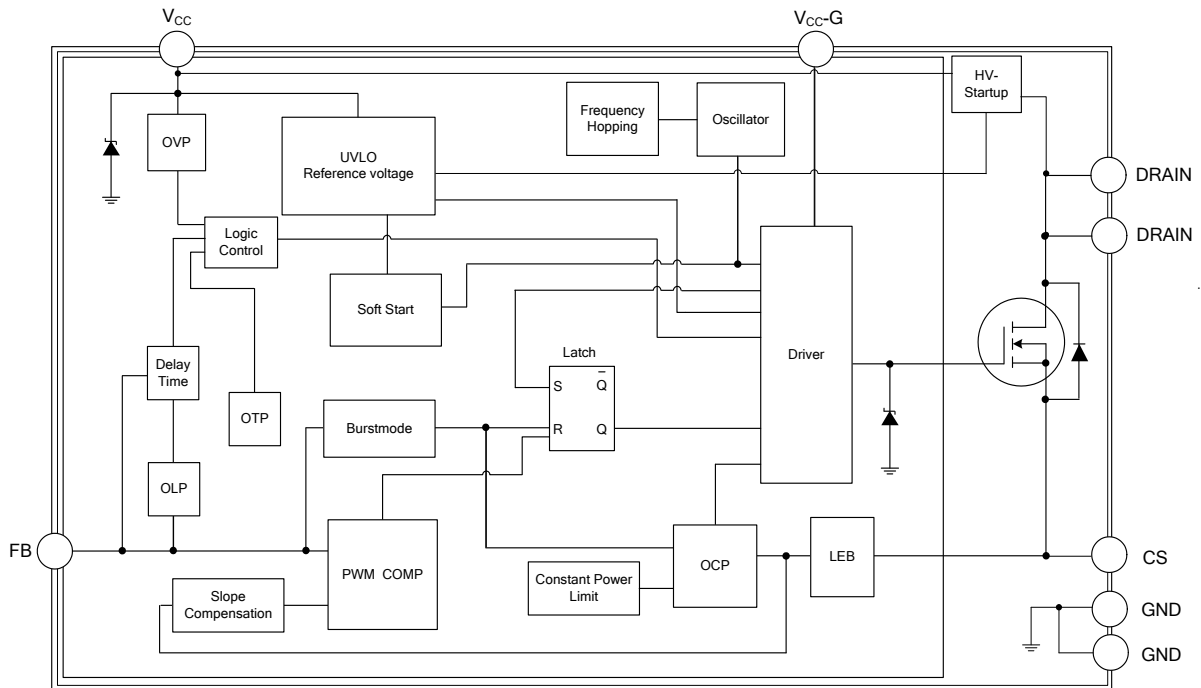 VCC
VCC-G
HV-
Startup
Frequency
Hopping
Oscillator
OVP
UVLO
Reference voltage
DRAIN
DRAIN
Logic
Control
Soft Start
Driver
Latch
Delay
Time
S
Q̅
OTP
Burstmode
R
Q
OLP
FB
PWM COMP
OCP
LEB
CS
Constant Power
Limit
Slope
Compensation
GND
GND